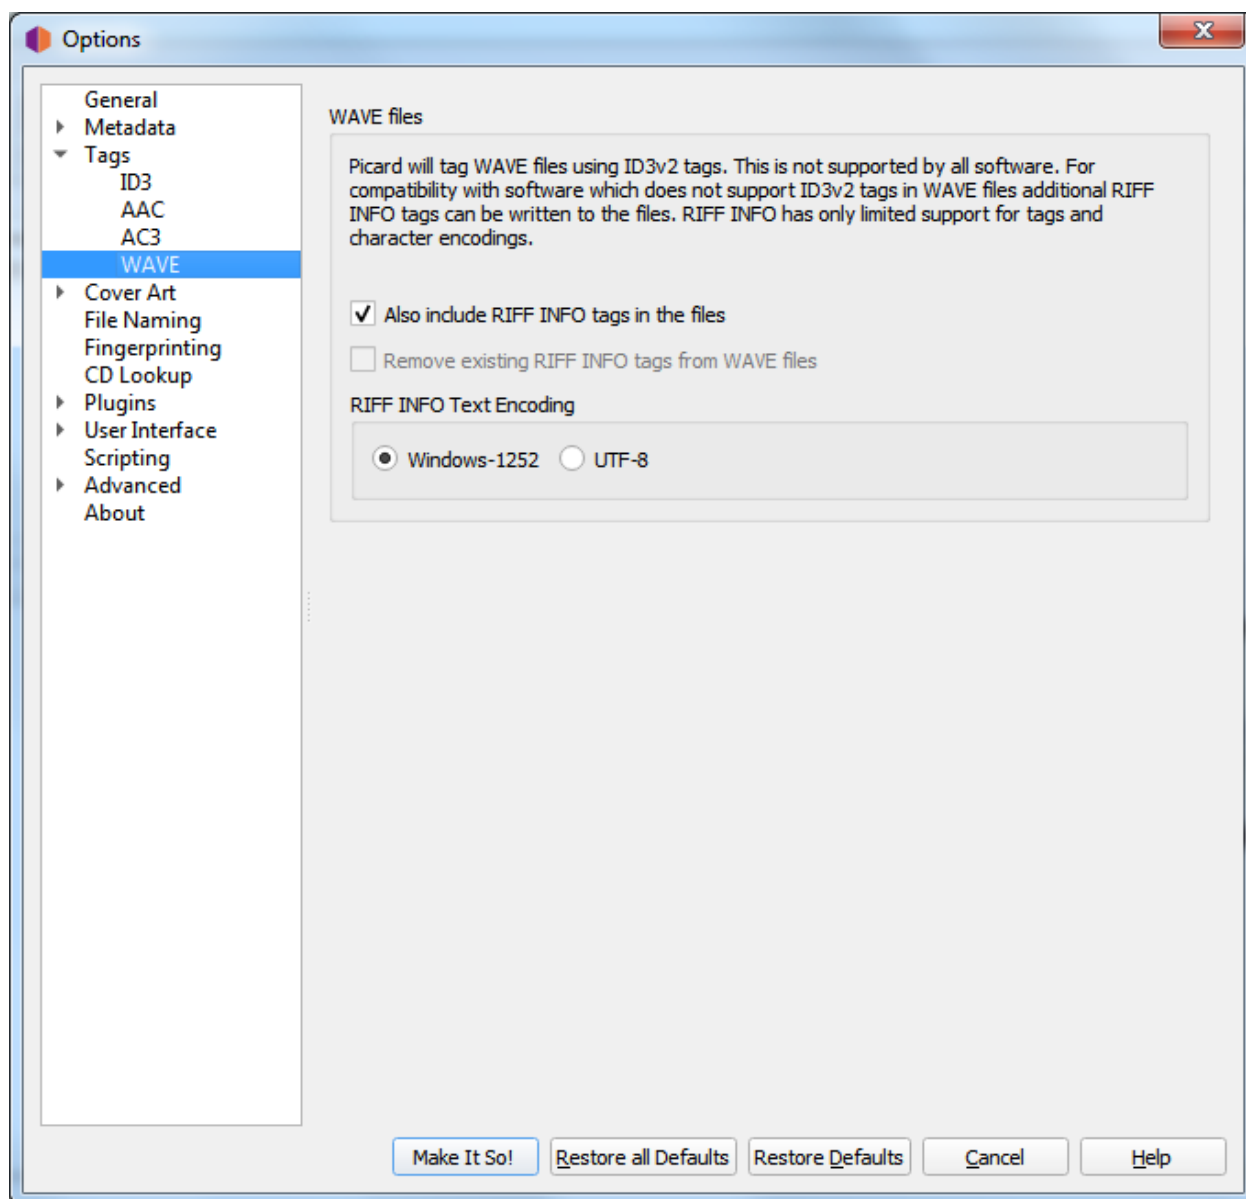 Options
General
Metadata
Tags
ID3
AAC
AC3
WAVE
Cover Art
File Naming
Fingerprinting
CD Lookup
Plugins
User Interface
Scripting
Advanced
About
WAVE files
Picard will tag WAVE files using ID3v2 tags. This is not supported by all software. For
compatibility with software which does not support ID3v2 tags in WAVE files additional RIFF
INFO tags can be written to the files. RIFF INFO has only limited support for tags and
character encodings.
Also include RIFF INFO tags in the files
Remove existing RIFF INFO tags from WAVE files
RIFF INFO Text Encoding
Windows-1252 UTF-8
Make It So! Restore all Defaults Restore Defaults Cancel Help